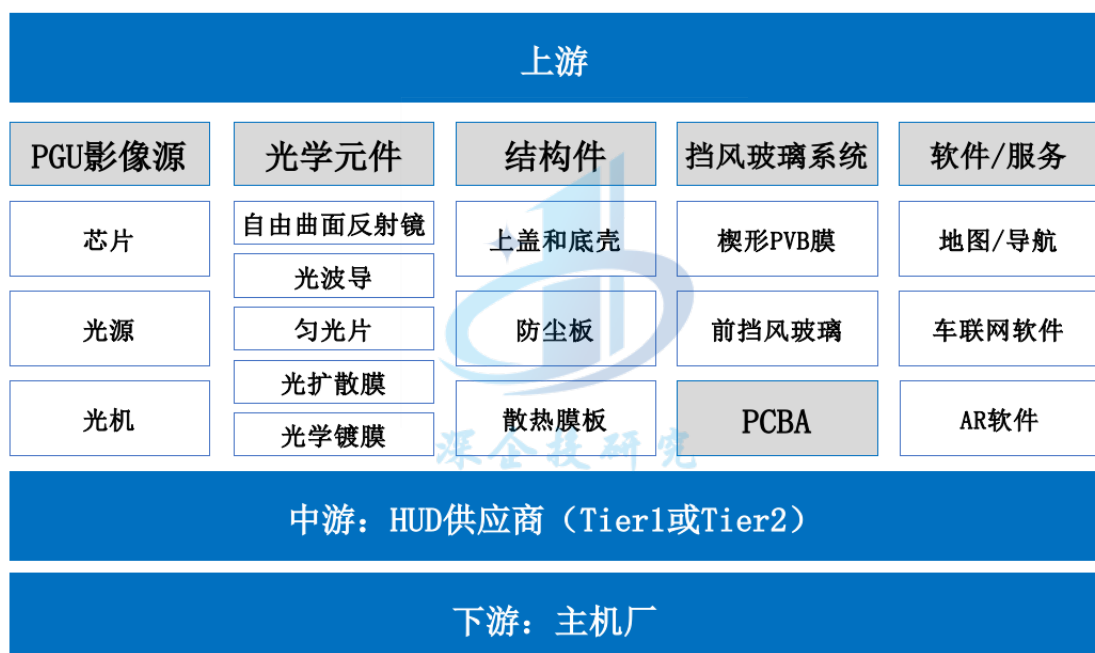 上游
PGU影像源
光学元件
结构件
挡风玻璃系统
软件/服务
芯片
光源
光机
自由曲面反射镜
光波导
匀光片
光扩散膜
光学镀膜
上盖和底壳
防尘板
散热膜板
楔形PVB膜
前挡风玻璃
PCBA
地图/导航
车联网软件
AR软件
深企投研究
中游：HUD供应商（Tier1或Tier2）
下游：主机厂